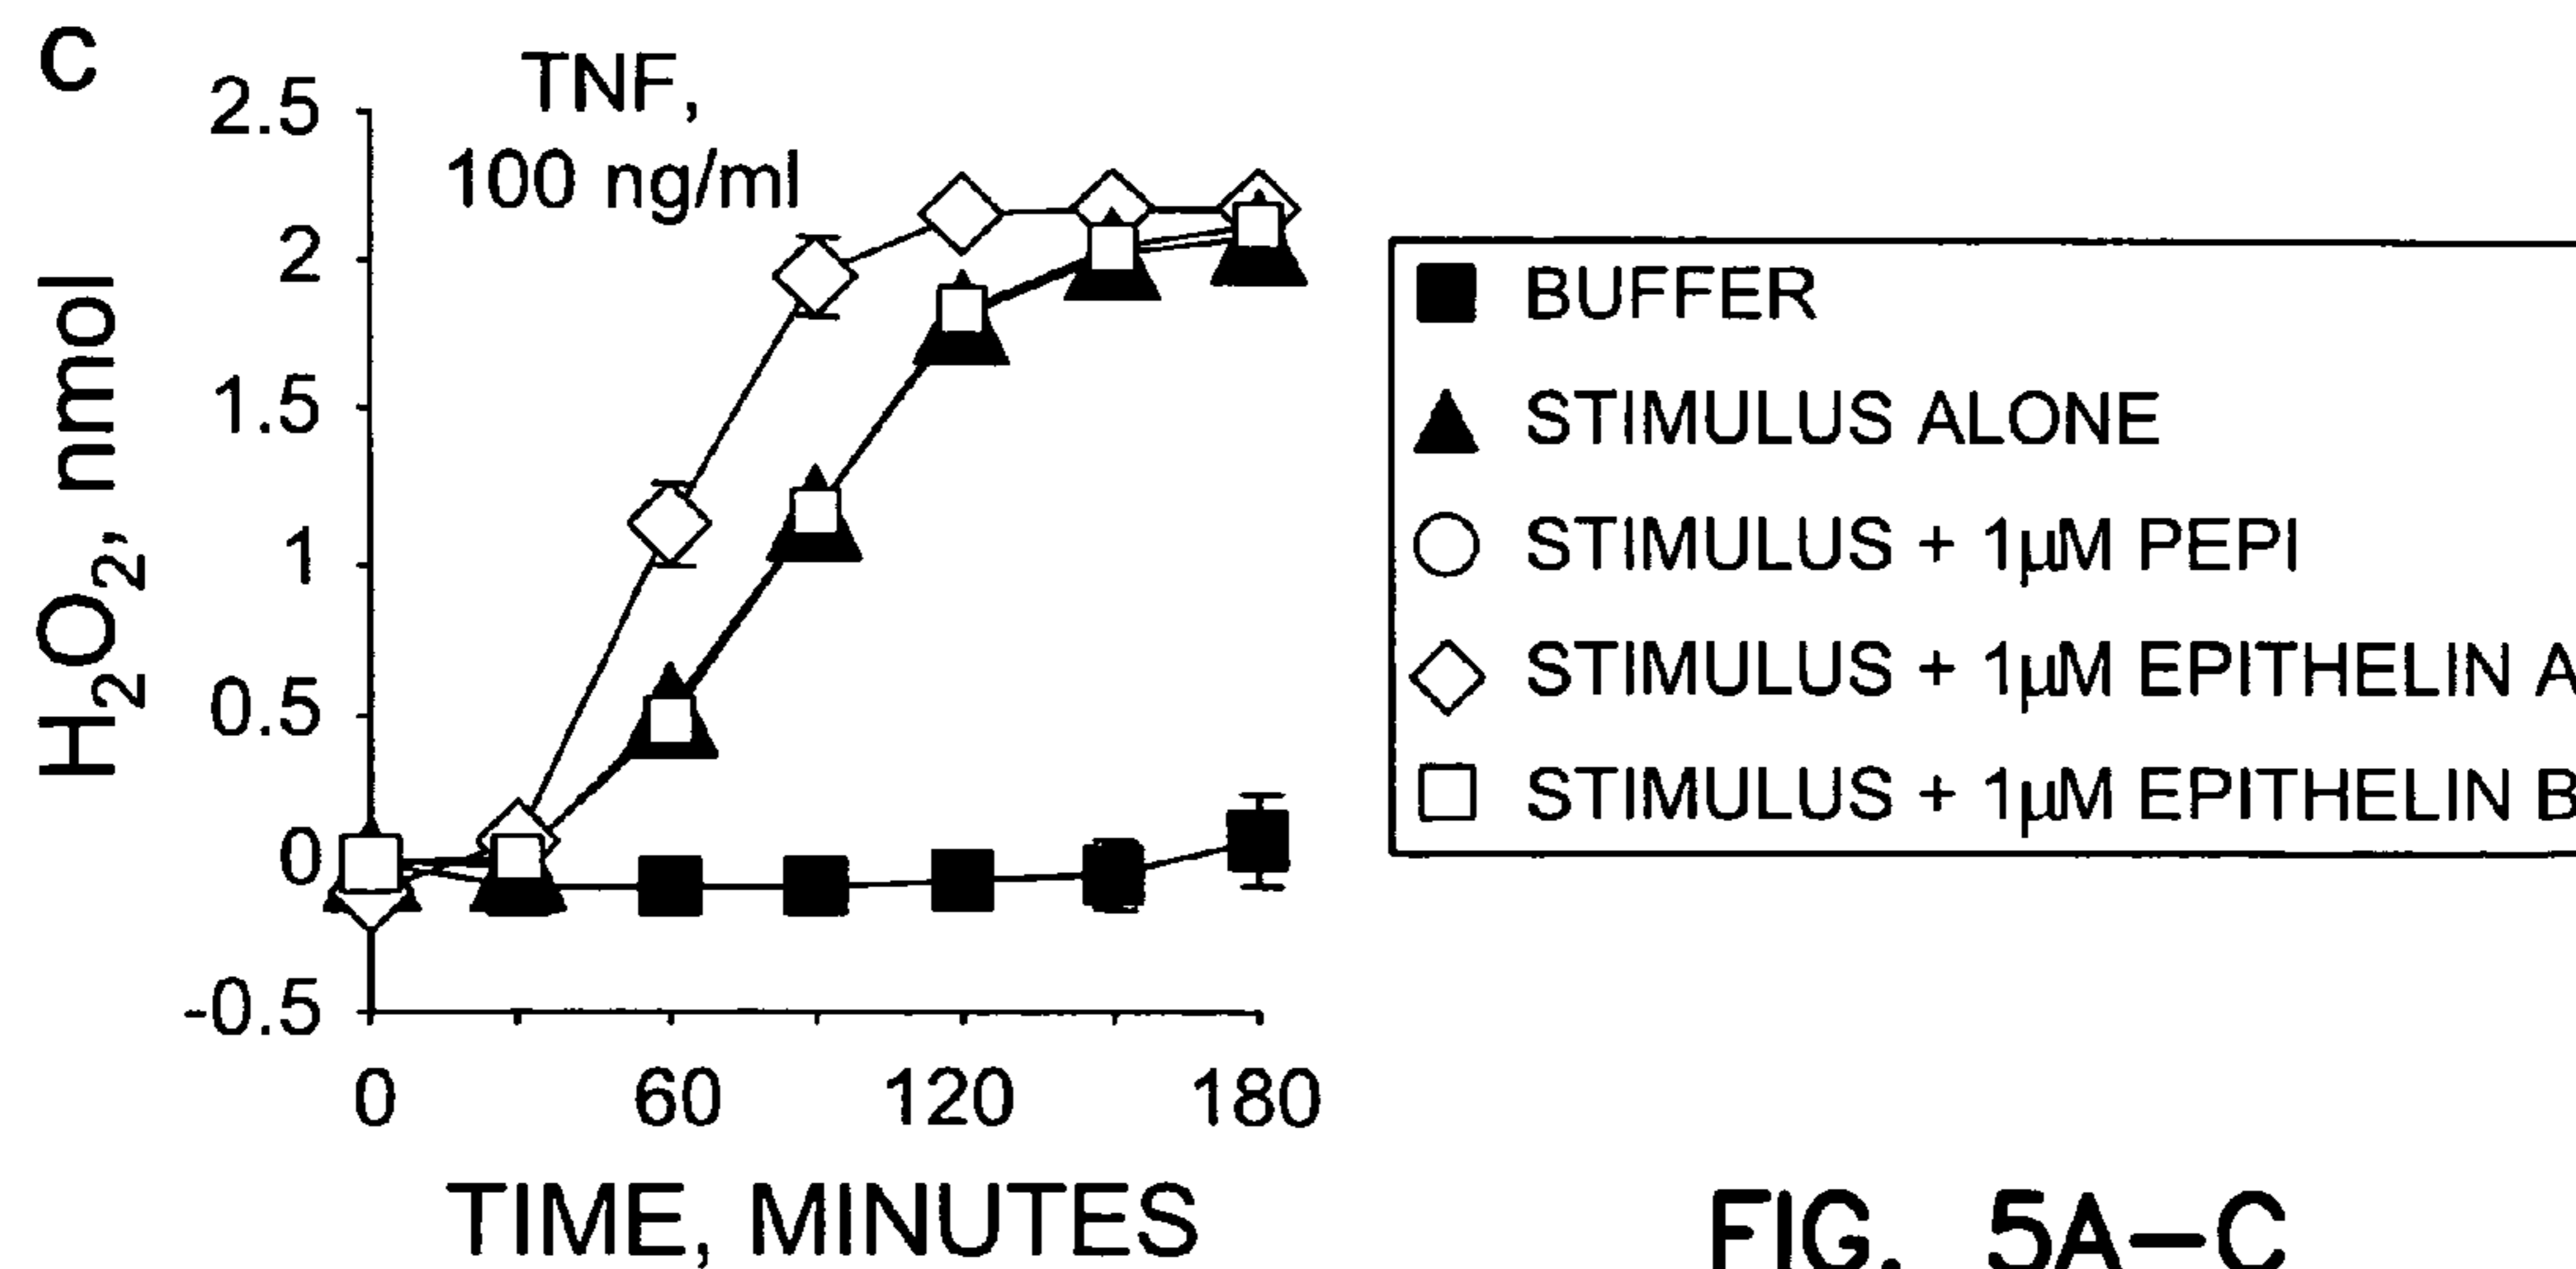 C
TNF,
100 ng/ml
2.5
2
1.5
1
0.5
0
-0.5
H₂O₂, nmol
0 60 120 180
TIME, MINUTES
BUFFER
STIMULUS ALONE
STIMULUS + 1μM PEPI
STIMULUS + 1μM EPITHELIN A
STIMULUS + 1μM EPITHELIN B
FIG. 5A-C